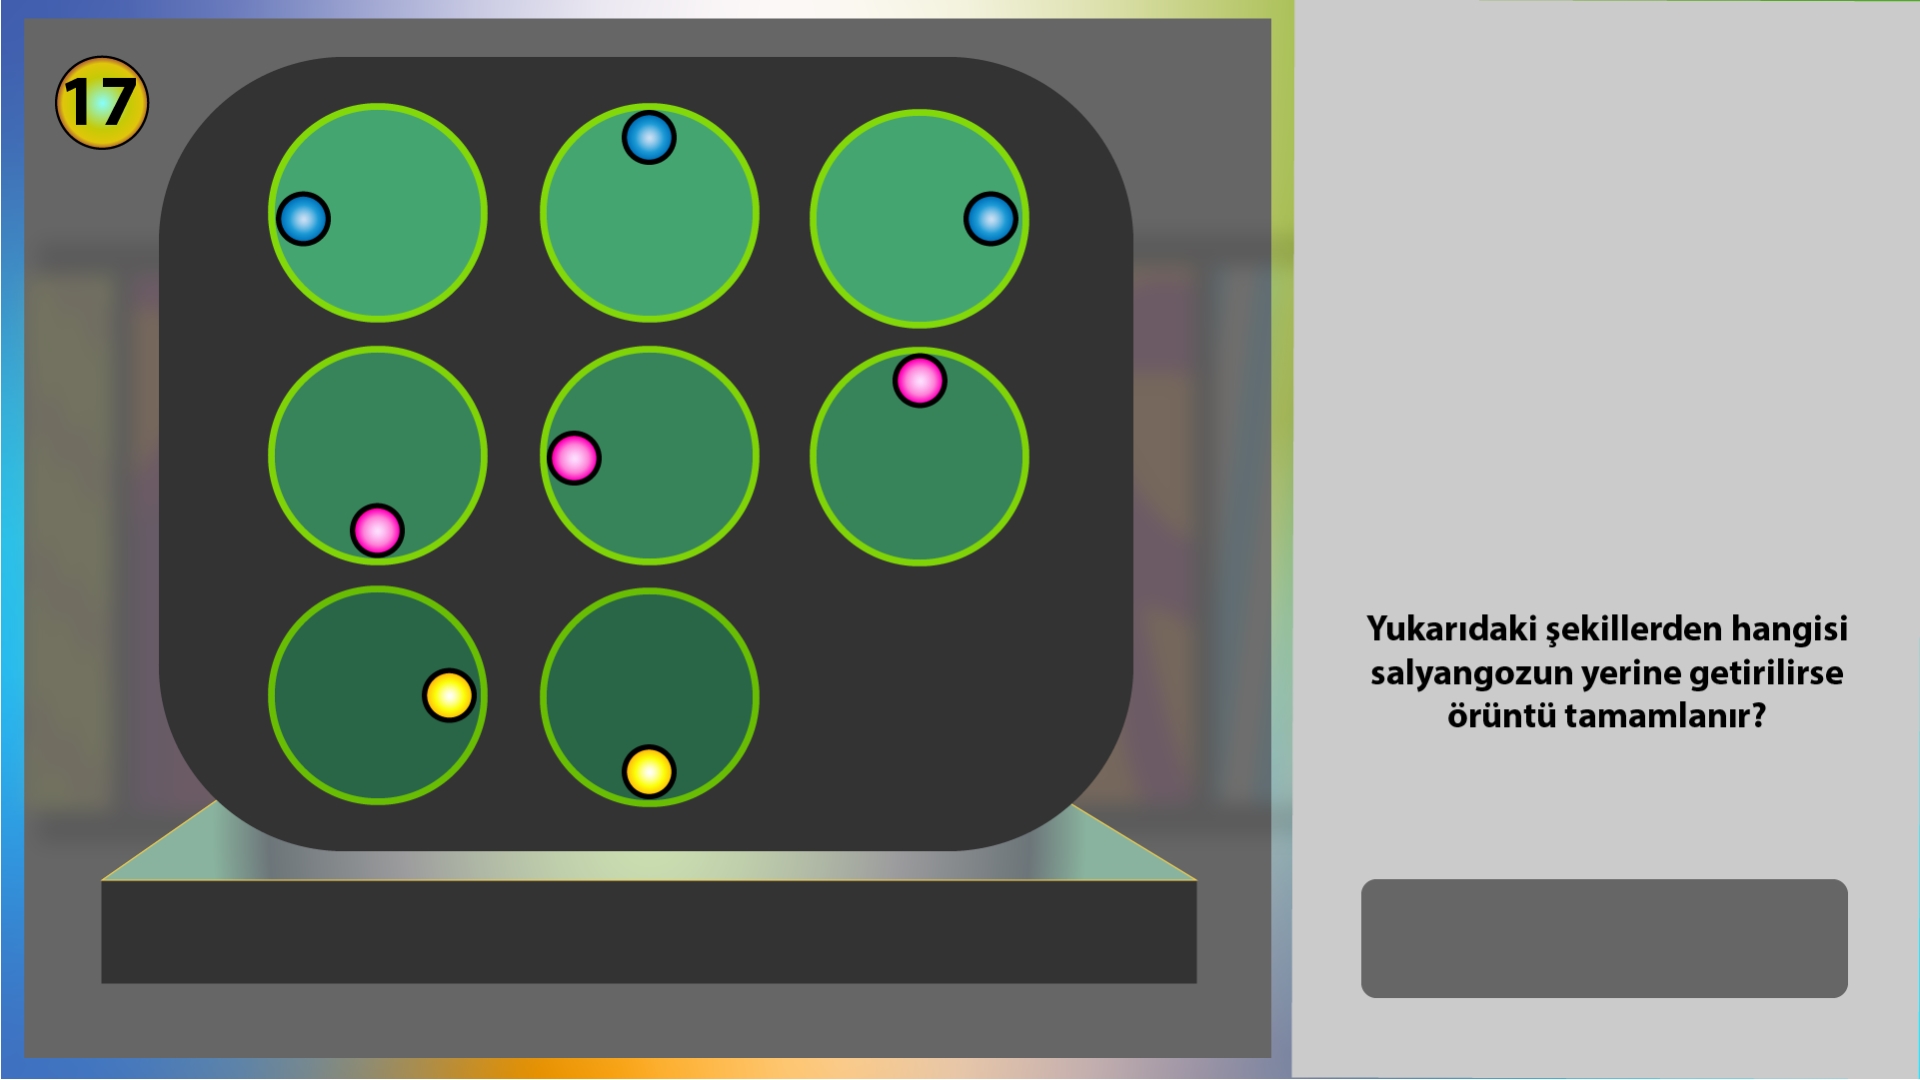 17
Yukarıdaki şekillerden hangisi
salyangozun yerine getirilirse
örüntü tamamlanır?